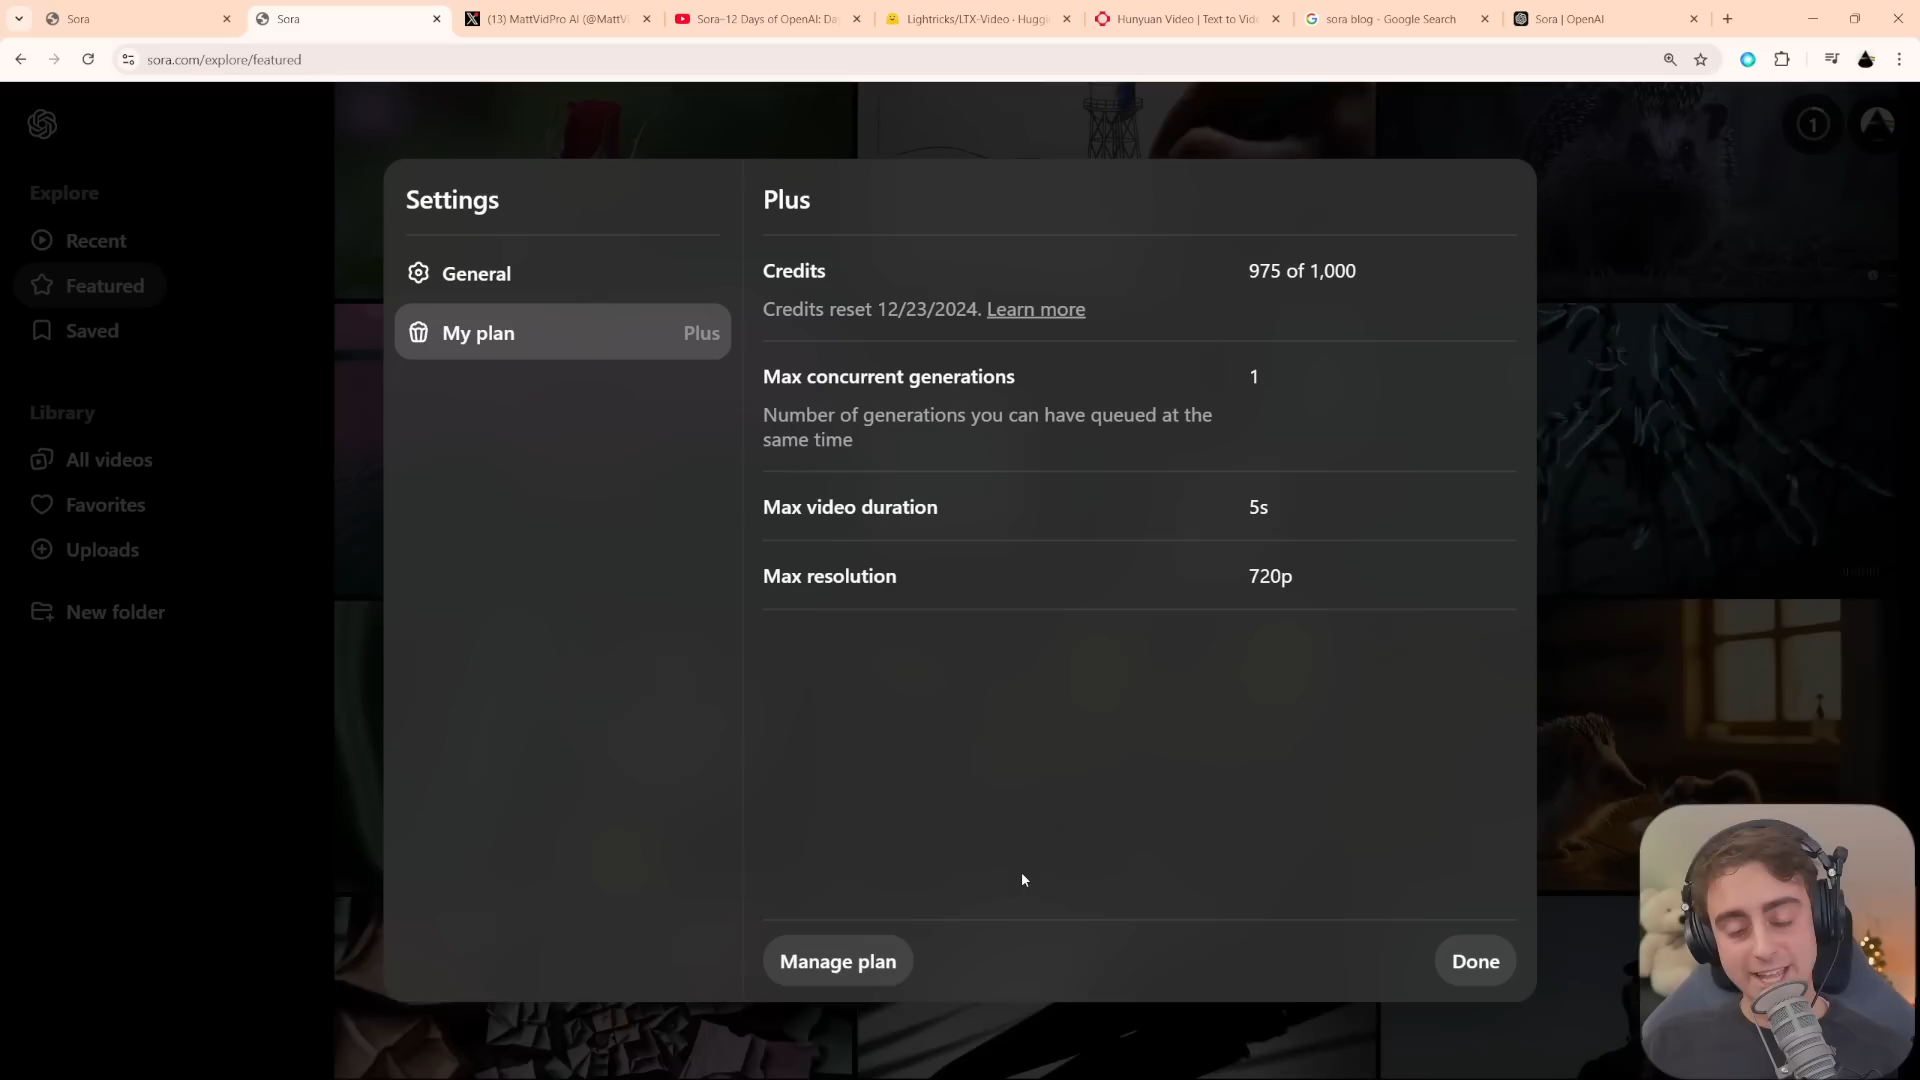 Sora
Sora
(13) MattVidPro AI (@MattVi
Sora–12 Days of OpenAI: Da
Lightricks/LTX-Video · Huggi
Hunyuan Video | Text to Vid
sora blog - Google Search
Sora | OpenAI
sora.com/explore/featured
1
Explore
Recent
Featured
Saved
Library
All videos
Favorites
Uploads
New folder
Settings
General
My plan
Plus
Plus
Credits
975 of 1,000
Credits reset 12/23/2024. Learn more
Max concurrent generations
1
Number of generations you can have queued at the
same time
Max video duration
5s
Max resolution
720p
Manage plan
Done